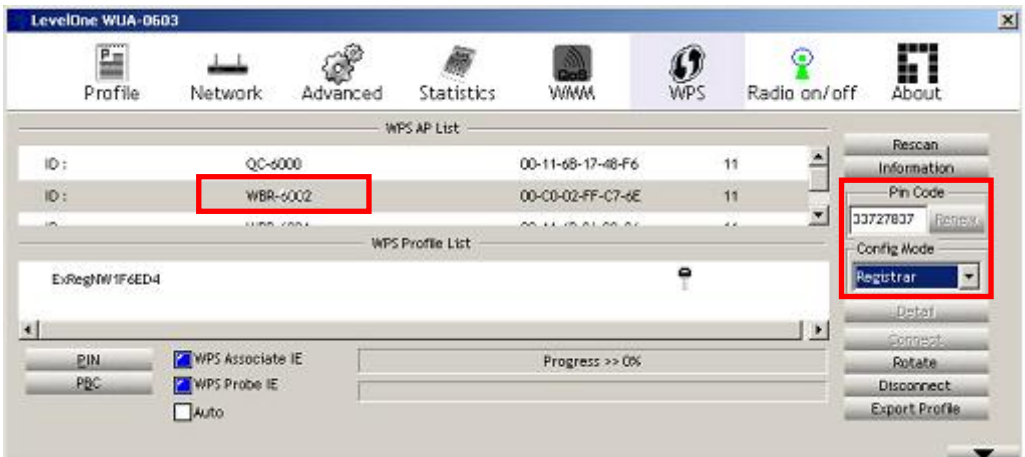 LevelOne WUA-0603
Profile Network Advanced Statistics QoS WMM WPS Radio on/off About
WPS AP List
ID : QC-6000 00-11-6B-17-48-F6 11
ID : WBR-6002 00-C0-02-FF-C7-6E 11
WPS Profile List
ExRegNW1F6ED4
Rescan
Information
Pin Code
33727837 Renew
Config Mode
Registrar
Detail
Connect
Rotate
Disconnect
Export Profile
PIN
PBC
WPS Associate IE
WPS Probe IE
Auto
Progress >> 0%